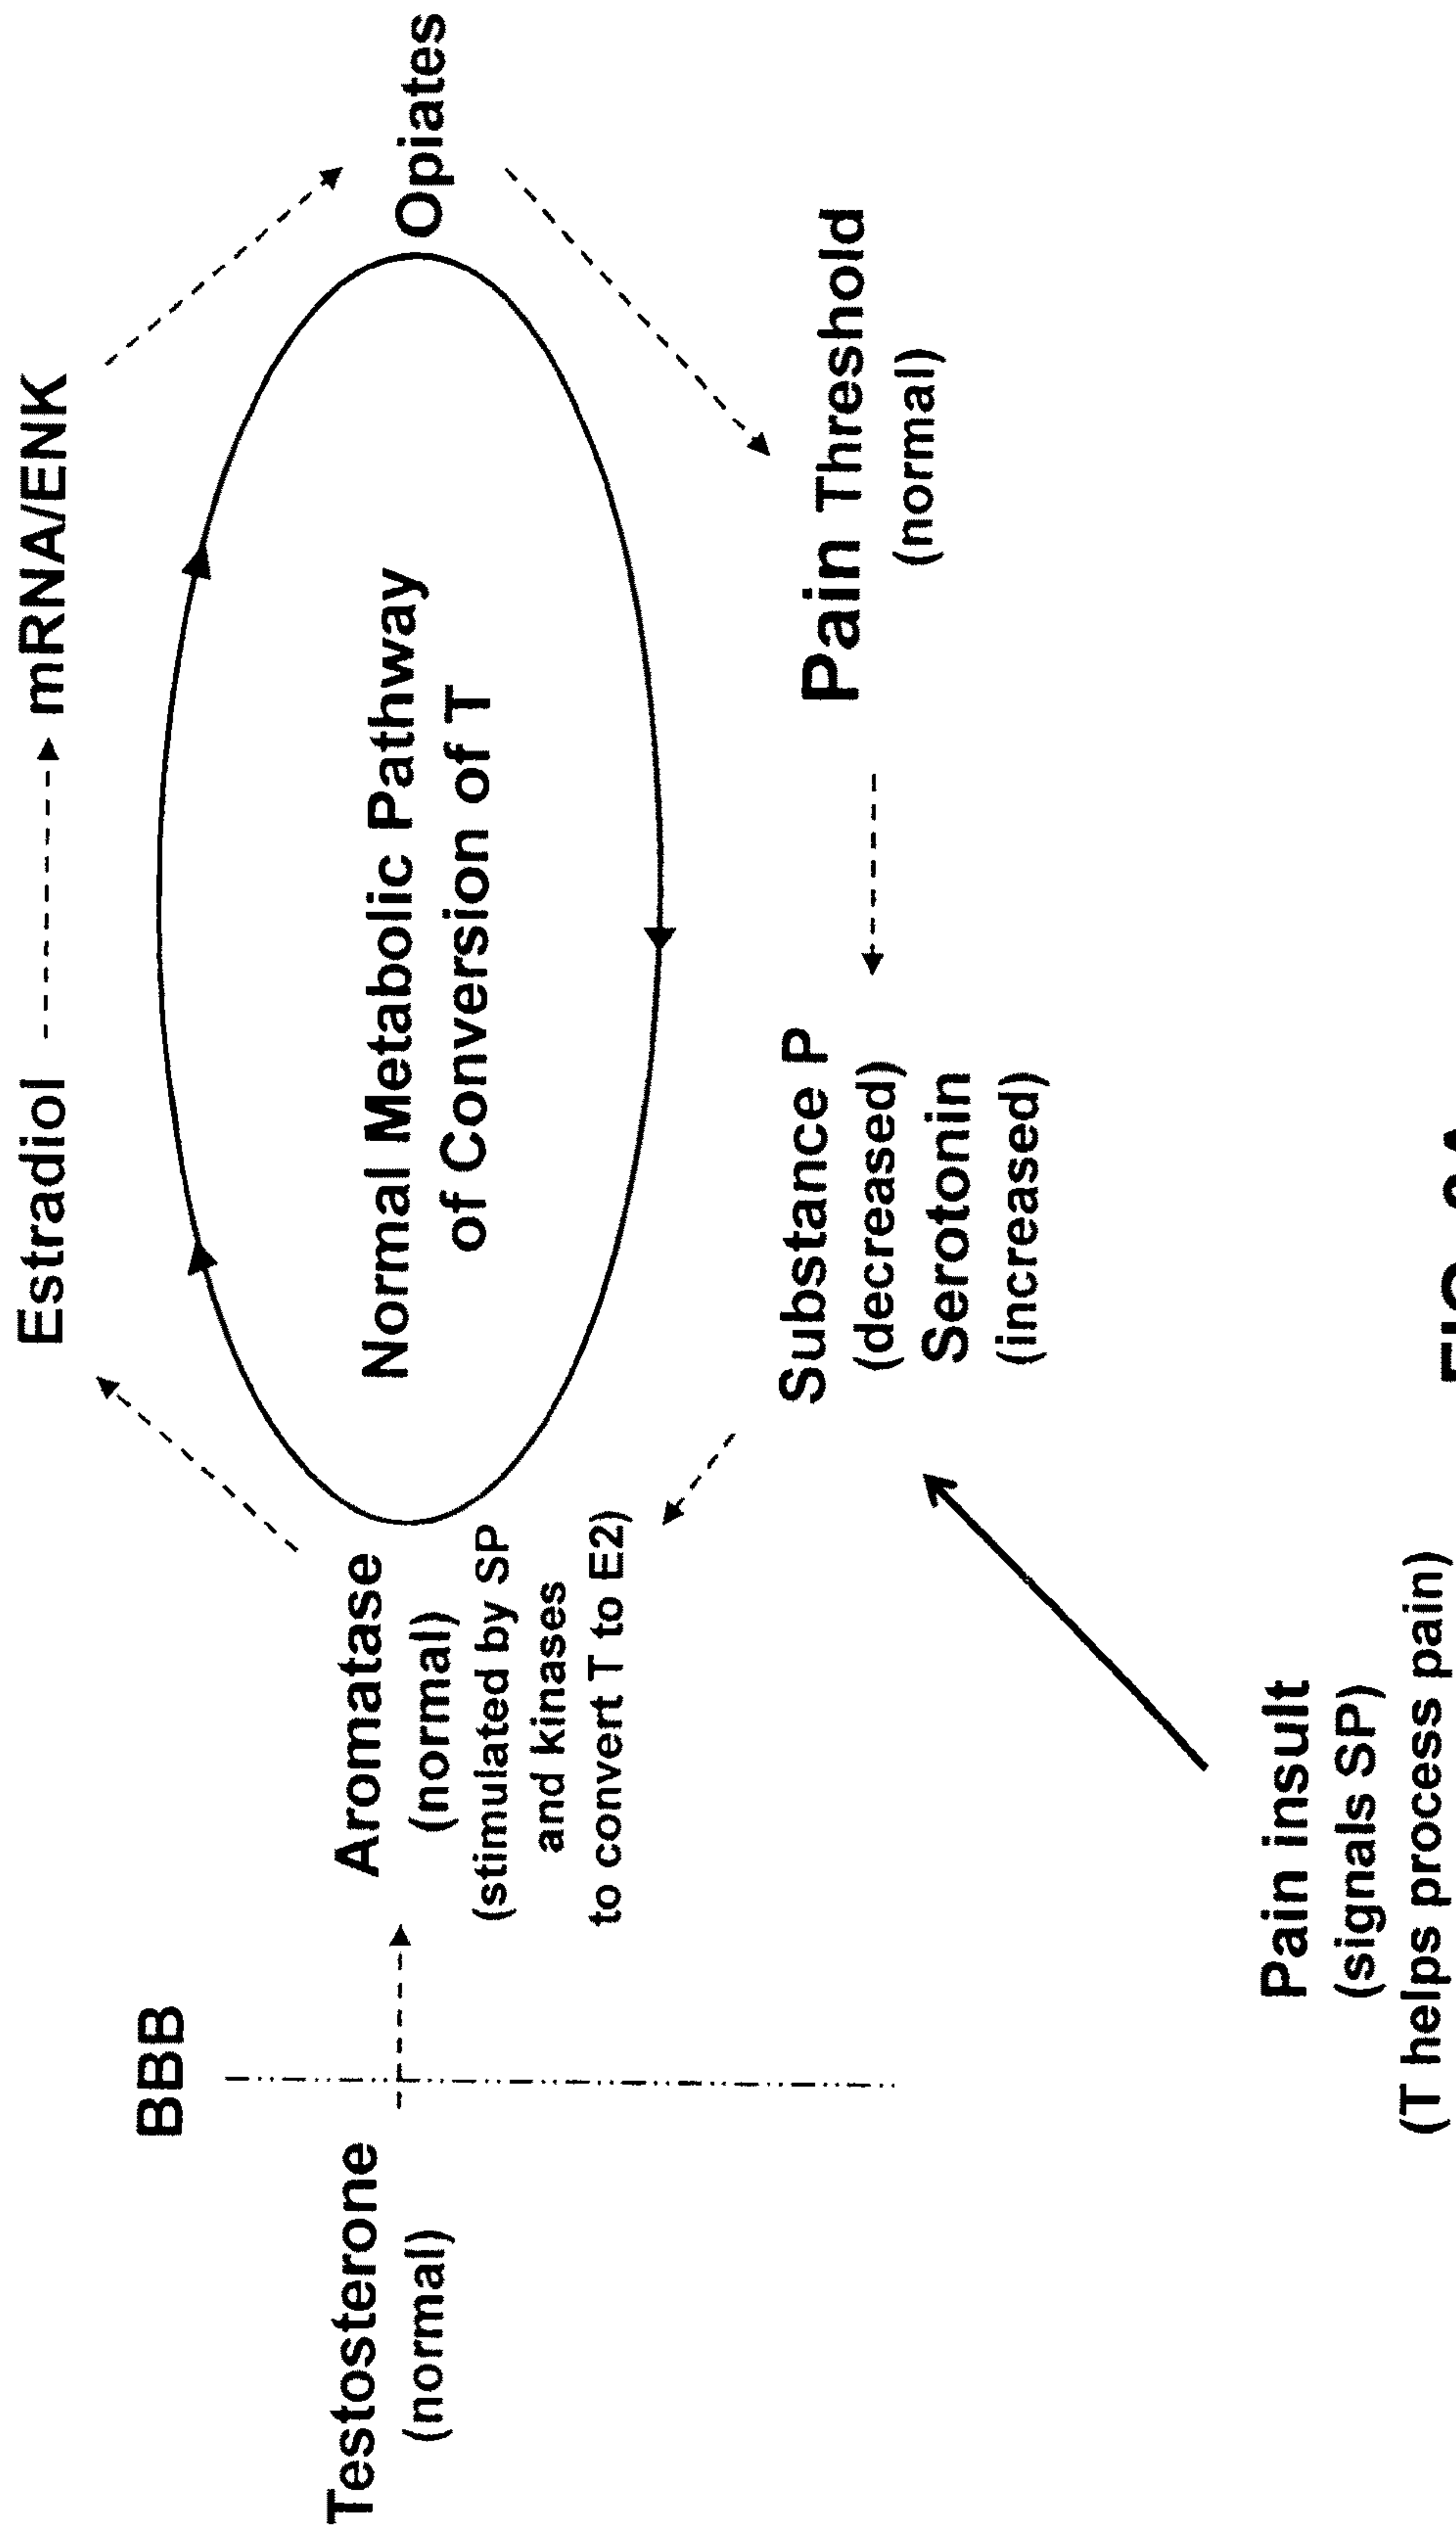 Estradiol
mRNA/ENK
BBB
Testosterone
(normal)
Aromatase
(normal)
(stimulated by SP
and kinases
to convert T to E2)
Normal Metabolic Pathway
of Conversion of T
Opiates
Substance P
(decreased)
Serotonin
(increased)
Pain Threshold
(normal)
Pain insult
(signals SP)
(T helps process pain)